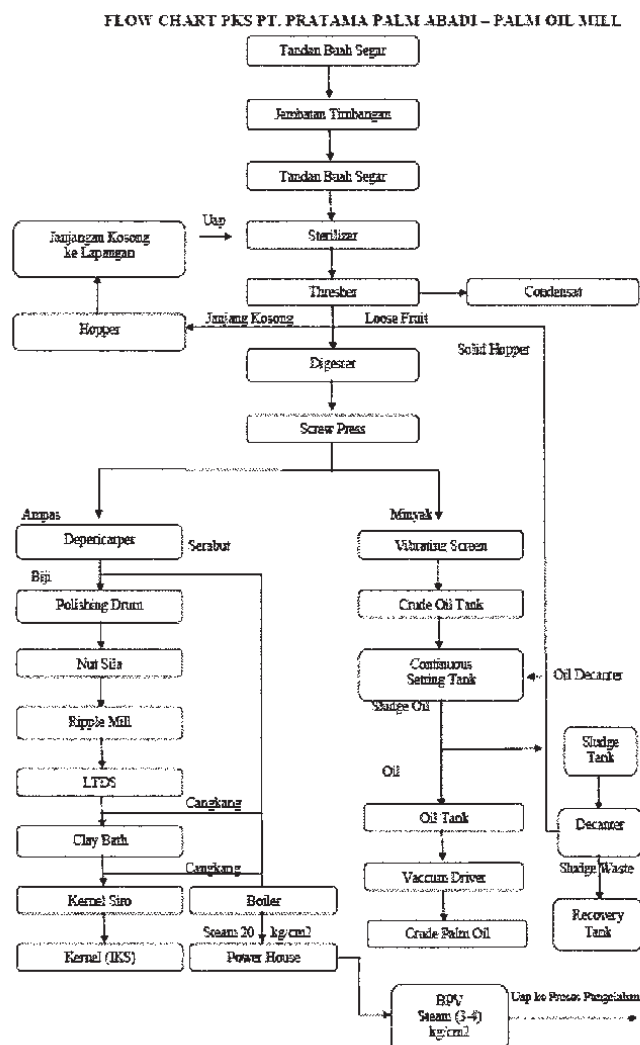 FLOW CHART PKS PT. PRATAMA PALM ABADI – PALM OIL MILL
Tandan Buah Segar
Jembatan Timbangan
Tandan Buah Segar
Uap
Janjangan Kosong
ke Lapangan
Sterilizer
Thresher
Condensat
Janjang Kosong
Loose Fruit
Hopper
Solid Hopper
Digester
Screw Press
Ampas
Minyak
Depericarper
Serabut
Vibrating Screen
Biji
Polishing Drum
Crude Oil Tank
Nut Sila
Continuous
Setting Tank
Oil Decanter
Sludge Oil
Ripple Mill
Sludge
Tank
Oil
LTDS
Cangkang
Oil Tank
Decanter
Clay Bath
Cangkang
Sludge Waste
Vaccum Driver
Kernel Siro
Boiler
Recovery
Tank
Steam 20 kg/cm2
Crude Palm Oil
Kernel (IKS)
Power House
BPV
Steam (3-4)
kg/cm2
Uap ke Proses Pengolahan